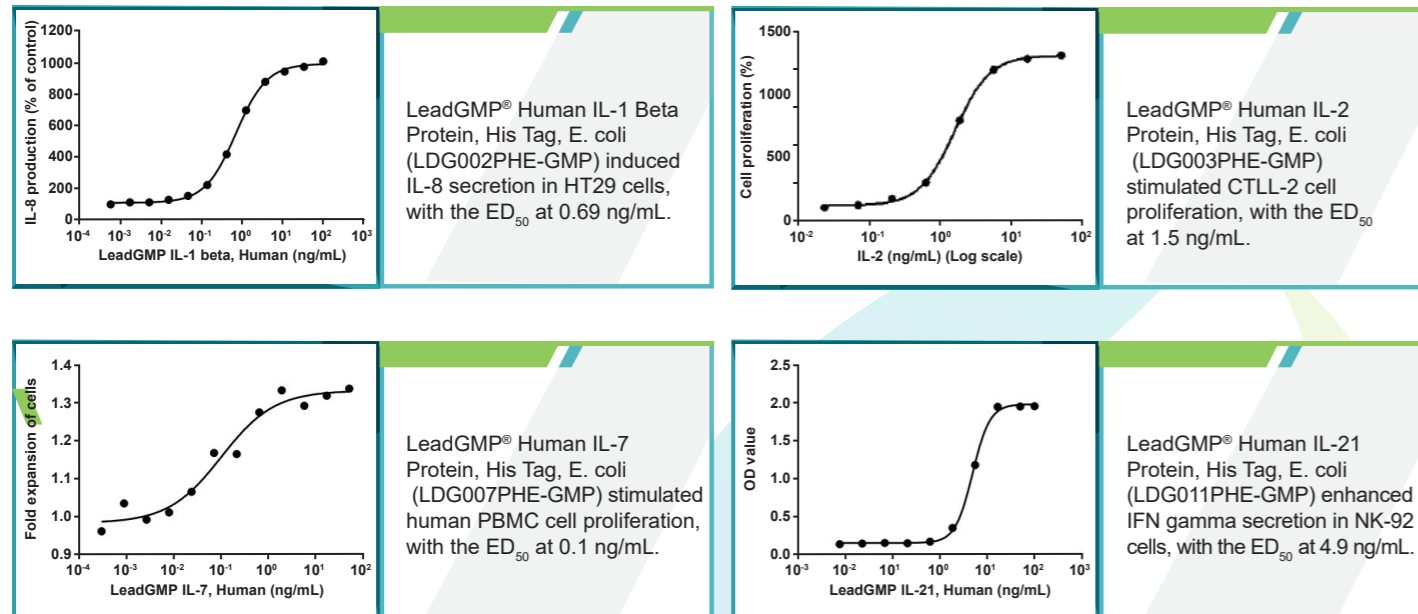 IL-8 production (% of control)
1200
1000
800
600
400
200
0
10-4 10-3 10-2 10-1 100 101 102 103
LeadGMP IL-1 beta, Human (ng/mL)
LeadGMP® Human IL-1 Beta
Protein, His Tag, E. coli
(LDG002PHE-GMP) induced
IL-8 secretion in HT29 cells,
with the ED50 at 0.69 ng/mL.
Cell proliferation (%)
1500
1000
500
0
10-2 10-1 100 101 102
IL-2 (ng/mL) (Log scale)
LeadGMP® Human IL-2
Protein, His Tag, E. coli
(LDG003PHE-GMP)
stimulated CTLL-2 cell
proliferation, with the ED50
at 1.5 ng/mL.
Fold expansion of cells
1.4
1.3
1.2
1.1
1.0
0.9
10-4 10-3 10-2 10-1 100 101 102
LeadGMP IL-7, Human (ng/mL)
LeadGMP® Human IL-7
Protein, His Tag, E. coli
(LDG007PHE-GMP) stimulated
human PBMC cell proliferation,
with the ED50 at 0.1 ng/mL.
OD value
2.5
2.0
1.5
1.0
0.5
0.0
10-3 10-2 10-1 100 101 102 103
LeadGMP IL-21, Human (ng/mL)
LeadGMP® Human IL-21
Protein, His Tag, E. coli
(LDG011PHE-GMP) enhanced
IFN gamma secretion in NK-92
cells, with the ED50 at 4.9 ng/mL.